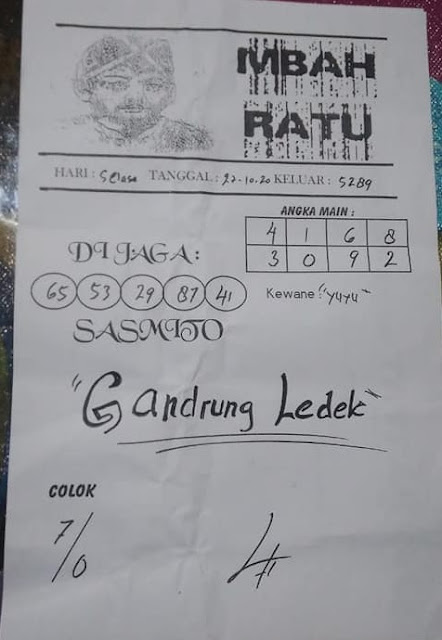 MBAH
RATU
HARI : Selasa TANGGAL : 27-10.20 KELUAR : 5289
ANGKA MAIN :
4 1 6 8
3 0 9 2
DI JAGA :
65 53 29 87 41
Kewane : "yuyu"
SASMITO
"Gandrung Ledek"
COLOK
7/0
4